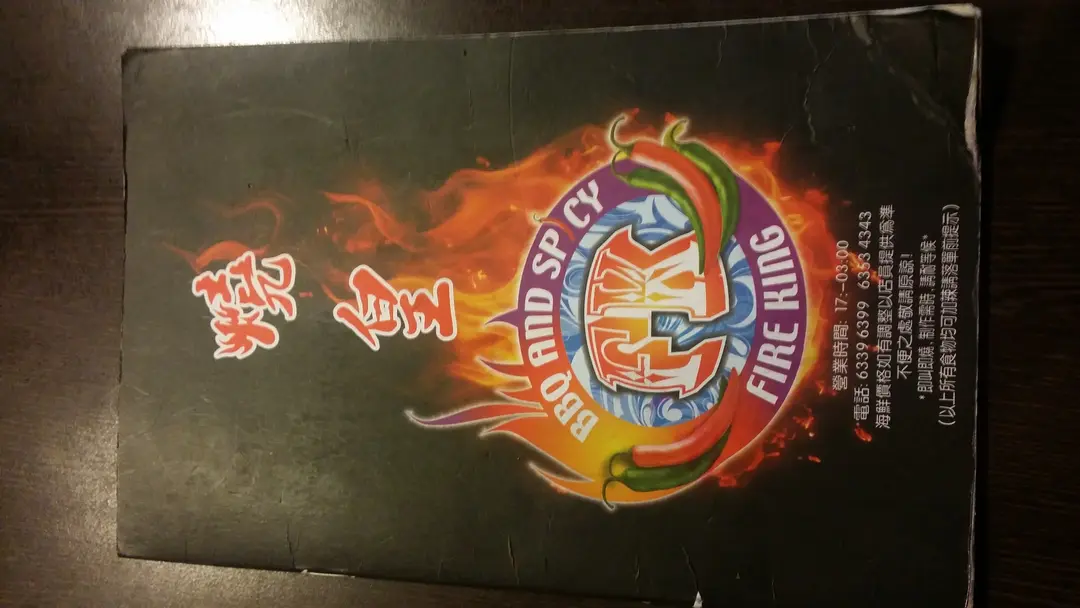 燒
皇
BBQ AND SPICY
FK
FIRE KING
營業時間: 17:-03:00
電話: 6339 6399 6353 4343
海鮮價格如有調整以店員提供為準
不便之處敬請原諒!
*即叫即燒, 制作需時, 請耐等候*
(以上所有食物均可加辣請落單前提示)